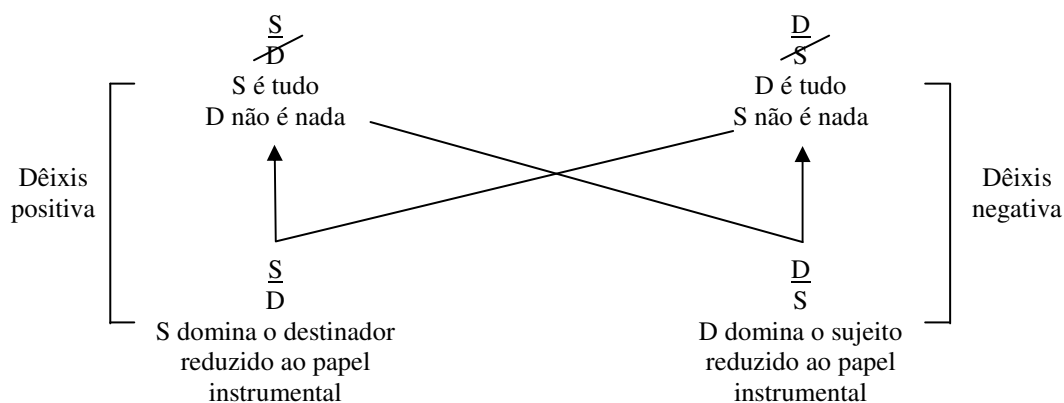 S
D
S é tudo
D não é nada
D
S
D é tudo
S não é nada
Dêixis
positiva
Dêixis
negativa
S
D
S domina o destinador
reduzido ao papel
instrumental
D
S
D domina o sujeito
reduzido ao papel
instrumental